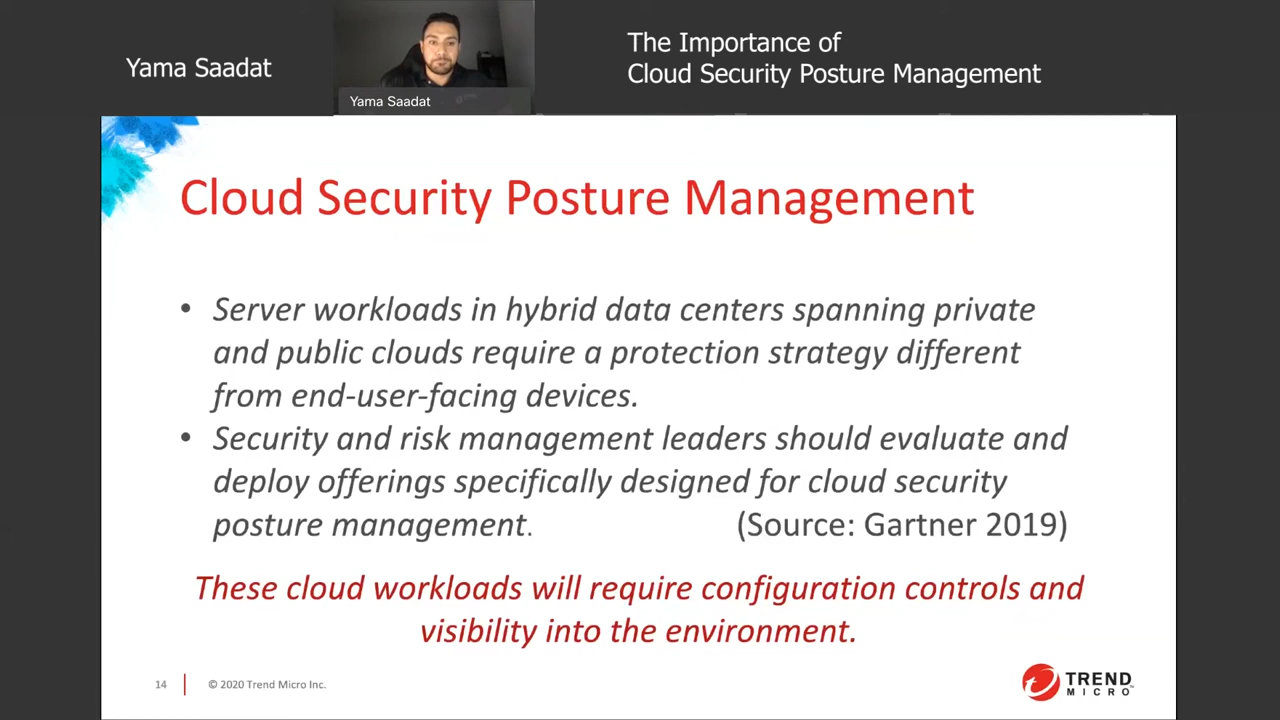 Yama Saadat
Yama Saadat
The Importance of
Cloud Security Posture Management
Cloud Security Posture Management
• Server workloads in hybrid data centers spanning private
and public clouds require a protection strategy different
from end-user-facing devices.
• Security and risk management leaders should evaluate and
deploy offerings specifically designed for cloud security
posture management. (Source: Gartner 2019)
These cloud workloads will require configuration controls and
visibility into the environment.
14 © 2020 Trend Micro Inc.
TREND
MICRO™